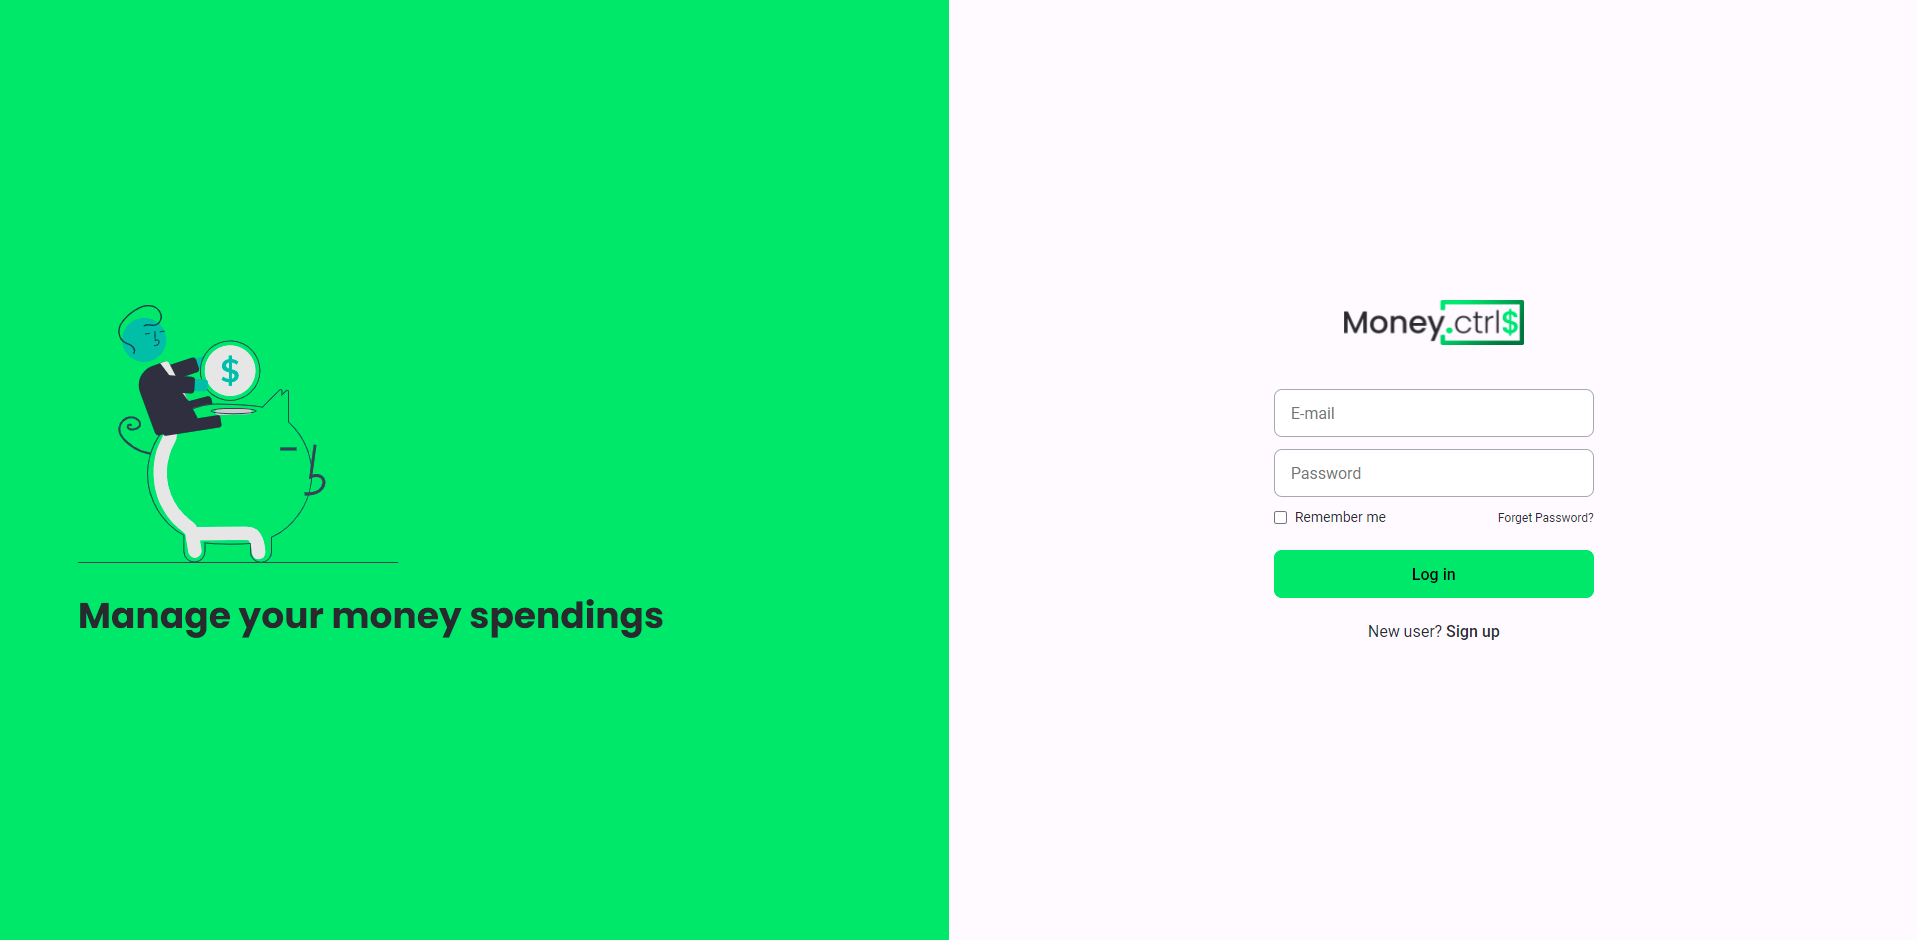 $
Manage your money spendings
Money.ctrl$
E-mail
Password
Remember me
Forget Password?
Log in
New user? Sign up